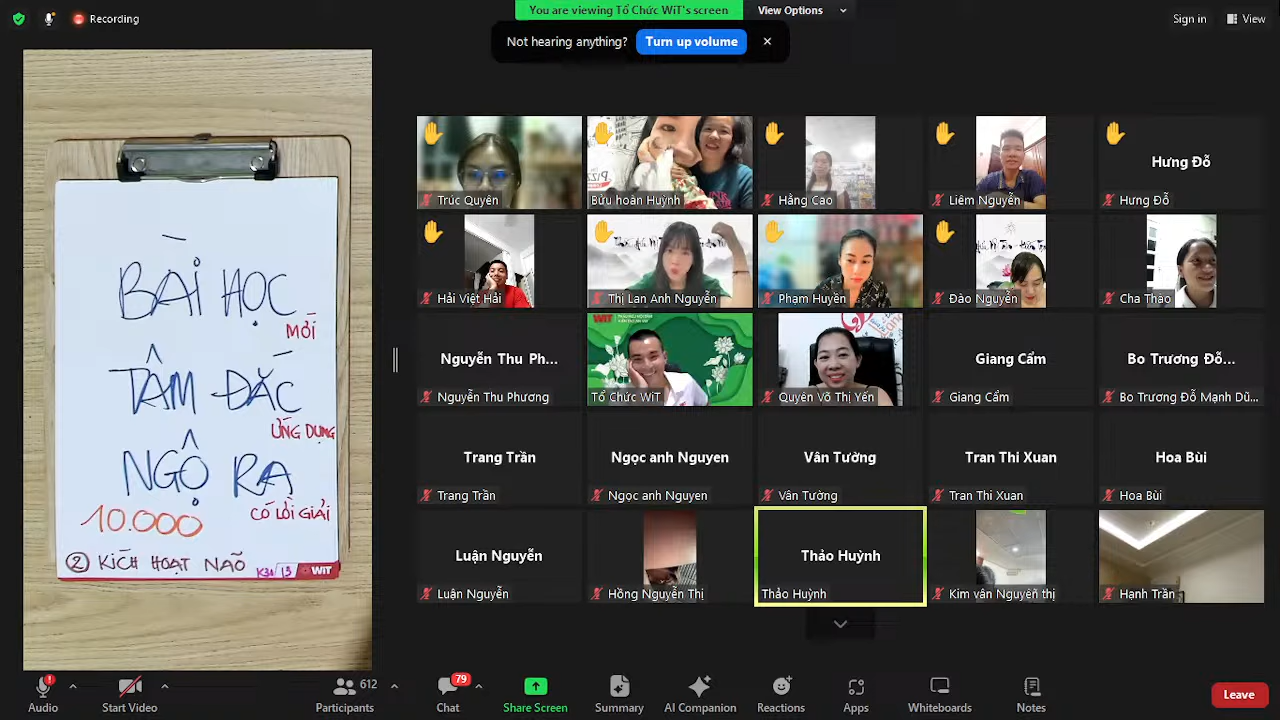 Recording
You are viewing Tổ Chức WiT's screen
View Options
Sign in
View
Not hearing anything?
Turn up volume
BÀI HỌC
MỚI
TÂM ĐẮC
ỨNG DỤNG
NGỘ RA
CÓ LỜI GIẢI
10.000
② KÍCH HOẠT NÃO
K34
13
WiT
Trúc Quyên
Bửu hoàn Huỳnh
Hằng Cao
Liêm Nguyễn
Hưng Đỗ
Hưng Đỗ
Hải Việt Hải
Thị Lan Anh Nguyễn
Phạm Huyền
Đào Nguyễn
Cha Thao
Nguyễn Thu Ph...
Nguyễn Thu Phương
WiT
Tổ Chức WiT
Quyên Võ Thị Yến
Giang Cẩm
Giang Cẩm
Bo Trương Đỗ...
Bo Trương Đỗ Mạnh Dũ...
Trang Trần
Trang Trần
Ngọc anh Nguyen
Ngọc anh Nguyen
Vân Tường
Vân Tường
Tran Thi Xuan
Tran Thi Xuan
Hoa Bùi
Hoa Bùi
Luận Nguyễn
Luận Nguyễn
Hồng Nguyễn Thị
Thảo Huỳnh
Thảo Huỳnh
Kim vân Nguyễn thị
Hạnh Trần
Audio
Start Video
612
Participants
79
Chat
Share Screen
Summary
AI Companion
Reactions
Apps
Whiteboards
Notes
Leave